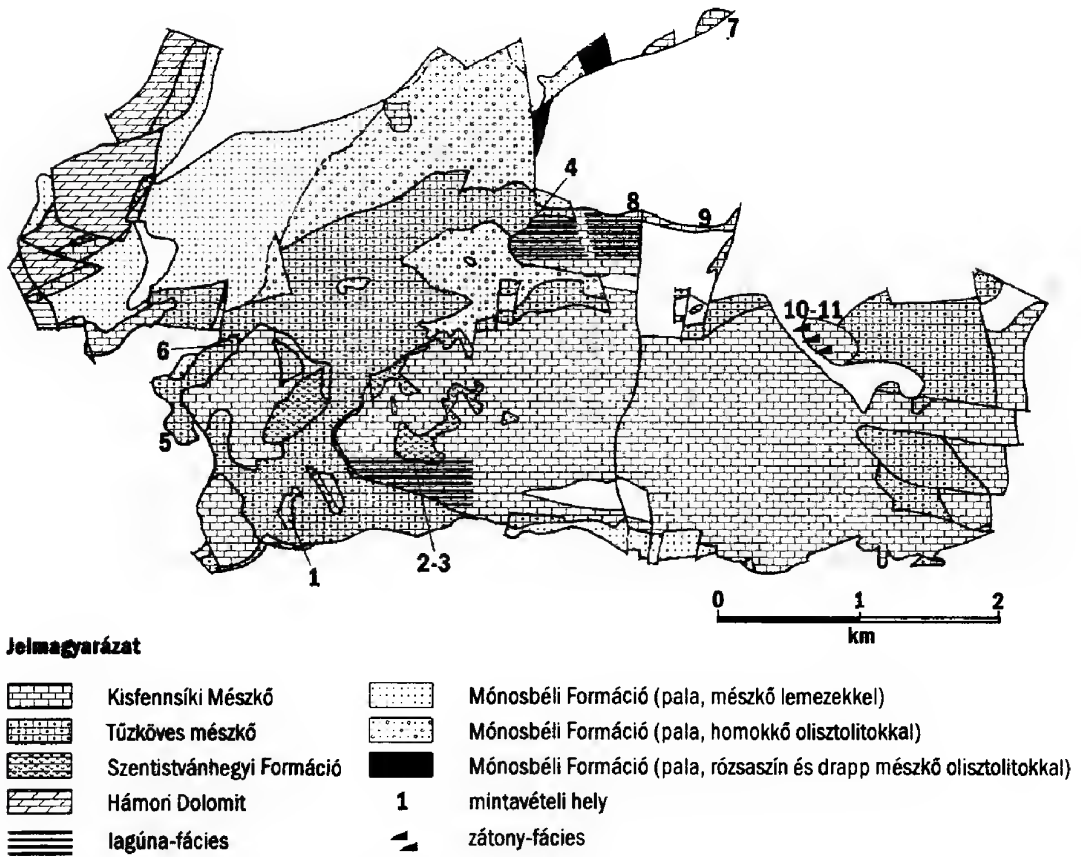 7
4
8
9
10-11
6
5
1
2-3
0 1 2
km
Jelmagyarázat
Kisfennsíki Mészkő
Tűzköves mészkő
Szentistvánhegyi Formáció
Hámori Dolomit
lagúna-fácies
Mónosbéli Formáció (pala, mészkő lemezekkel)
Mónosbéli Formáció (pala, homokkő olisztolitokkal)
Mónosbéli Formáció (pala, rózsaszín és drapp mészkő olisztolitokkal)
1 mintavételi hely
zátony-fácies